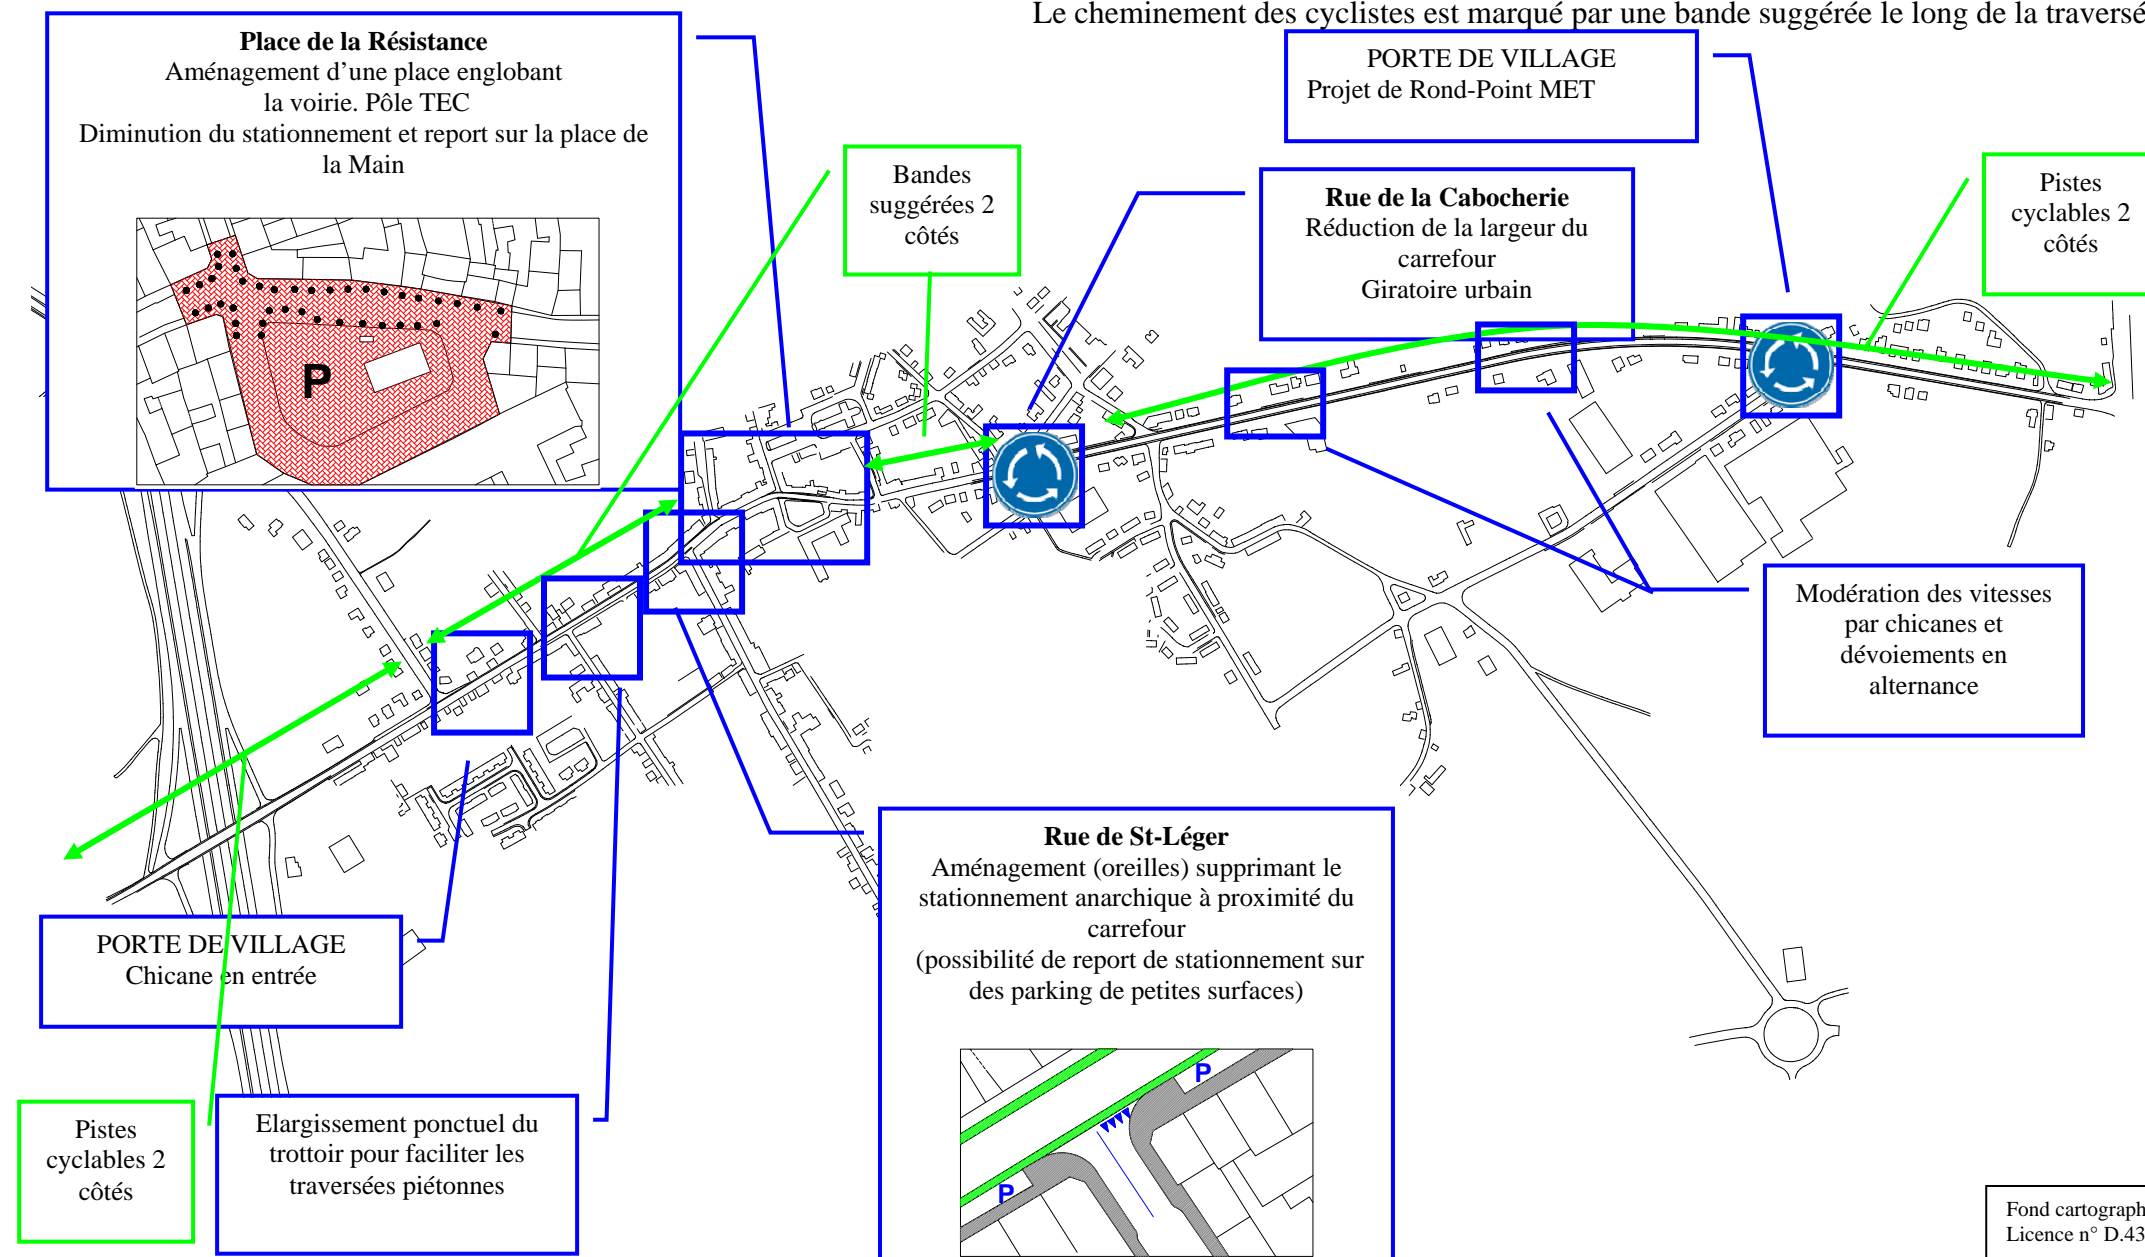 Le cheminement des cyclistes est marqué par une bande suggérée le long de la traversé
Place de la Résistance
Aménagement d’une place englobant
la voirie. Pôle TEC
Diminution du stationnement et report sur la place de
la Main
P
Bandes
suggérées 2
côtés
PORTE DE VILLAGE
Projet de Rond-Point MET
Rue de la Cabocherie
Réduction de la largeur du
carrefour
Giratoire urbain
Pistes
cyclables 2
côtés
Modération des vitesses
par chicanes et
dévoiements en
alternance
PORTE DE VILLAGE
Chicane en entrée
Pistes
cyclables 2
côtés
Elargissement ponctuel du
trottoir pour faciliter les
traversées piétonnes
Rue de St-Léger
Aménagement (oreilles) supprimant le
stationnement anarchique à proximité du
carrefour
(possibilité de report de stationnement sur
des parking de petites surfaces)
P
P
Fond cartograph
Licence n° D.43